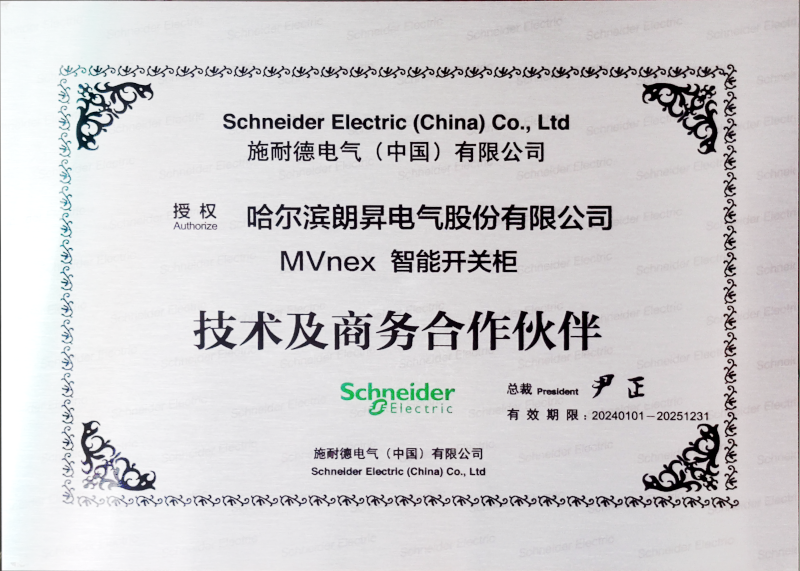 Schneider Electric (China) Co., Ltd
施耐德电气（中国）有限公司
授权 哈尔滨朗昇电气股份有限公司
Authorize
MVnex 智能开关柜
技术及商务合作伙伴
Schneider
Electric
总裁 President 尹正
有效期限：20240101－20251231
施耐德电气（中国）有限公司
Schneider Electric (China) Co., Ltd